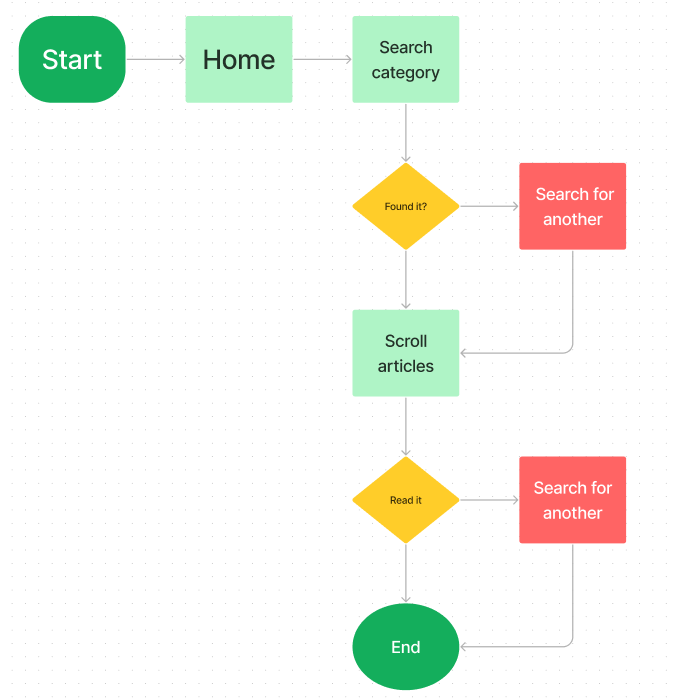 Start
Home
Search
category
Found it?
Search for
another
Scroll
articles
Read it
Search for
another
End